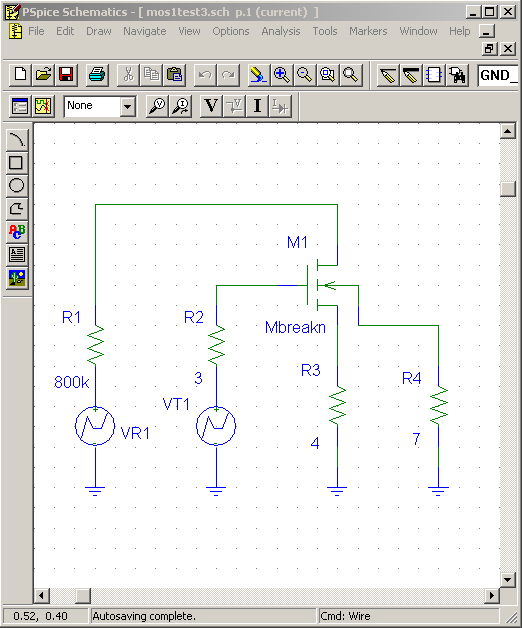 PSpice Schematics - [ mos1test3.sch p.1 (current) ]
File Edit Draw Navigate View Options Analysis Tools Markers Window Help
GND_
None V I
ABC
M1
R1 R2
Mbreakn
R3 R4
800k 3
VT1
VR1
4 7
0.52, 0.40 Autosaving complete. Cmd: Wire